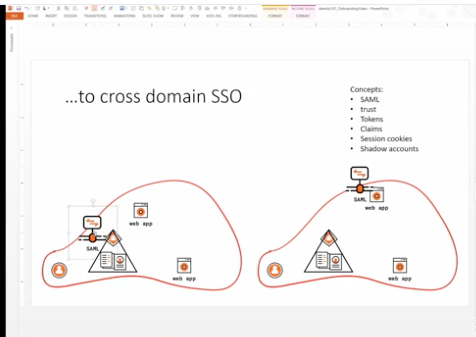 FILE HOME INSERT DESIGN TRANSITIONS ANIMATIONS SLIDE SHOW REVIEW VIEW ADD-INS STORYBOARDING FORMAT FORMAT
...to cross domain SSO
Concepts:
• SAML
• trust
• Tokens
• Claims
• Session cookies
• Shadow accounts
SAML
web app
web app
SAML
web app
web app